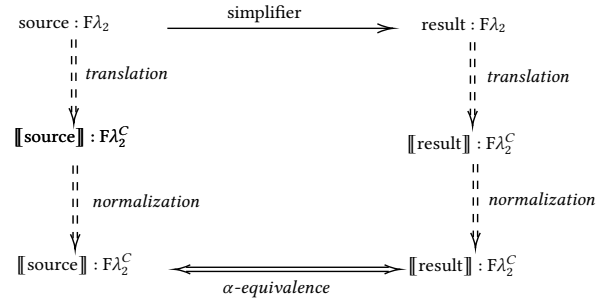 source : Fλ₂ simplifier result : Fλ₂
translation translation
⟦source⟧ : Fλ₂ᶜ ⟦result⟧ : Fλ₂ᶜ
normalization normalization
⟦source⟧ : Fλ₂ᶜ ⟦result⟧ : Fλ₂ᶜ
α-equivalence